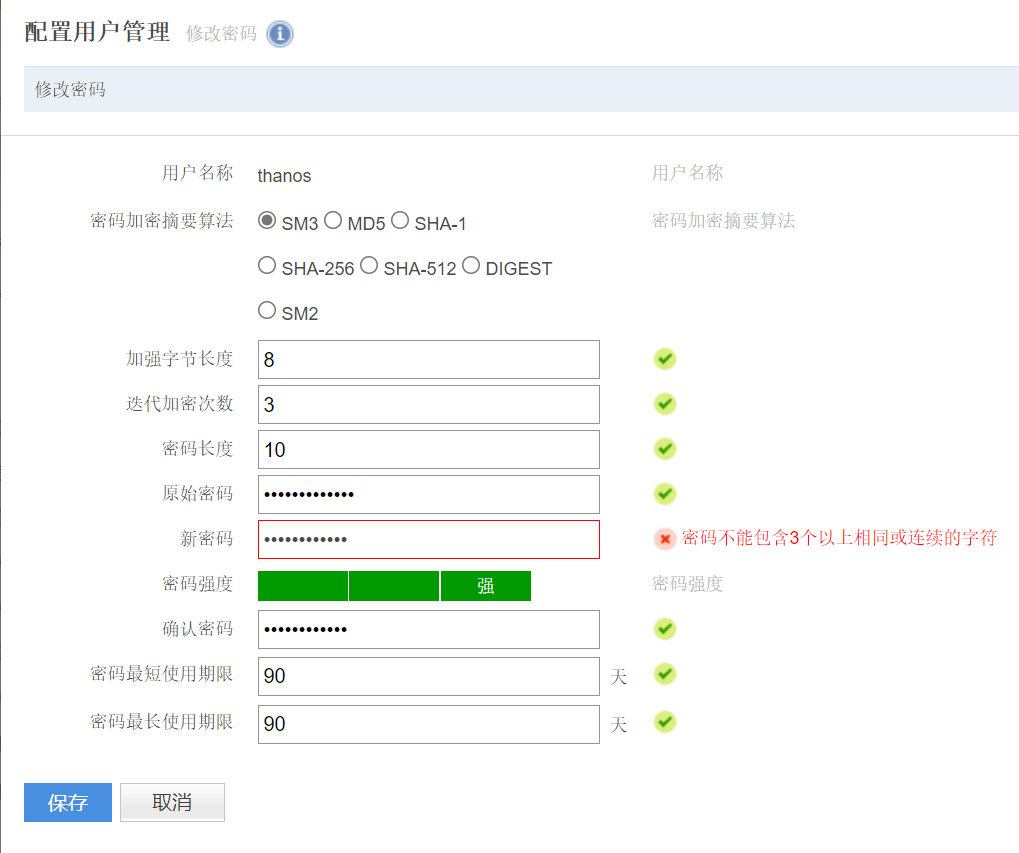 配置用户管理 修改密码
修改密码
用户名称 thanos 用户名称
密码加密摘要算法 SM3 MD5 SHA-1 密码加密摘要算法
SHA-256 SHA-512 DIGEST
SM2
加强字节长度 8
迭代加密次数 3
密码长度 10
原始密码 •••••••••••••
新密码 •••••••••••• 密码不能包含3个以上相同或连续的字符
密码强度 强 密码强度
确认密码 ••••••••••••
密码最短使用期限 90 天
密码最长使用期限 90 天
保存 取消